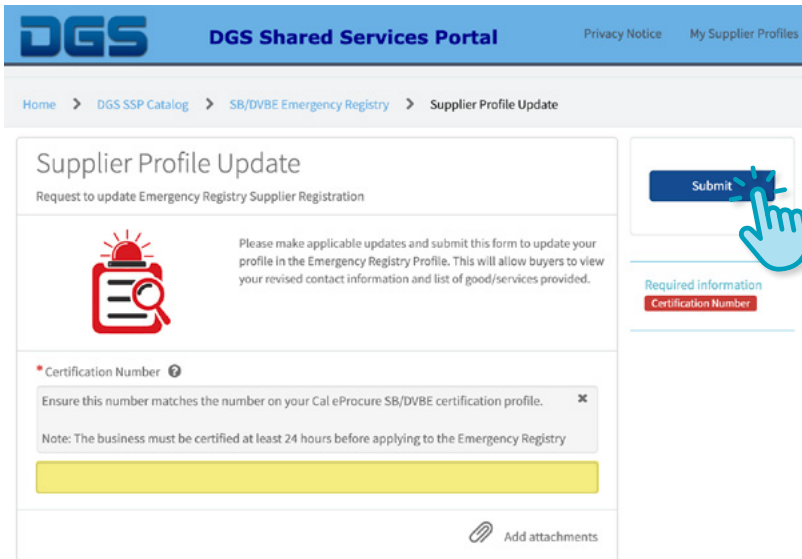 DGS
DGS Shared Services Portal
Privacy Notice
My Supplier Profiles
Home > DGS SSP Catalog > SB/DVBE Emergency Registry > Supplier Profile Update
Supplier Profile Update
Request to update Emergency Registry Supplier Registration
Submit
Please make applicable updates and submit this form to update your
profile in the Emergency Registry Profile. This will allow buyers to view
your revised contact information and list of good/services provided.
Required information
Certification Number
* Certification Number ?
Ensure this number matches the number on your Cal eProcure SB/DVBE certification profile.
Note: The business must be certified at least 24 hours before applying to the Emergency Registry
Add attachments